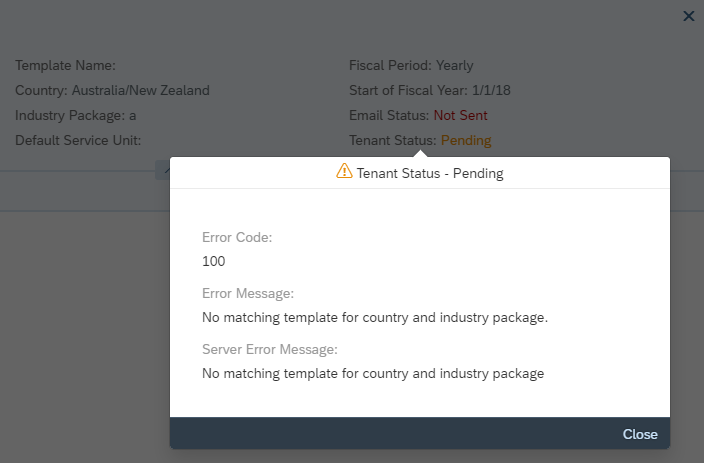 Template Name:
Country: Australia/New Zealand
Industry Package: a
Default Service Unit:
Fiscal Period: Yearly
Start of Fiscal Year: 1/1/18
Email Status: Not Sent
Tenant Status: Pending
Tenant Status - Pending
Error Code:
100
Error Message:
No matching template for country and industry package.
Server Error Message:
No matching template for country and industry package
Close